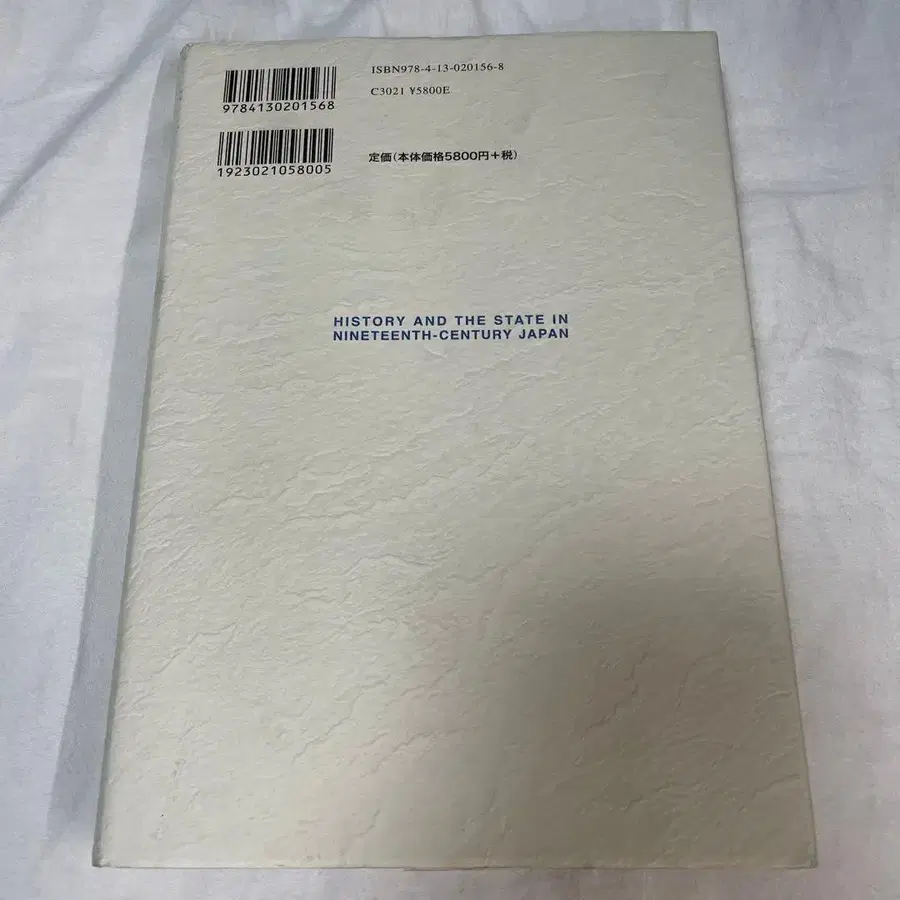 ISBN978-4-13-020156-8
C3021 ¥5800E
9784130201568
定価(本体価格5800円+税)
1923021058005
HISTORY AND THE STATE IN
NINETEENTH-CENTURY JAPAN